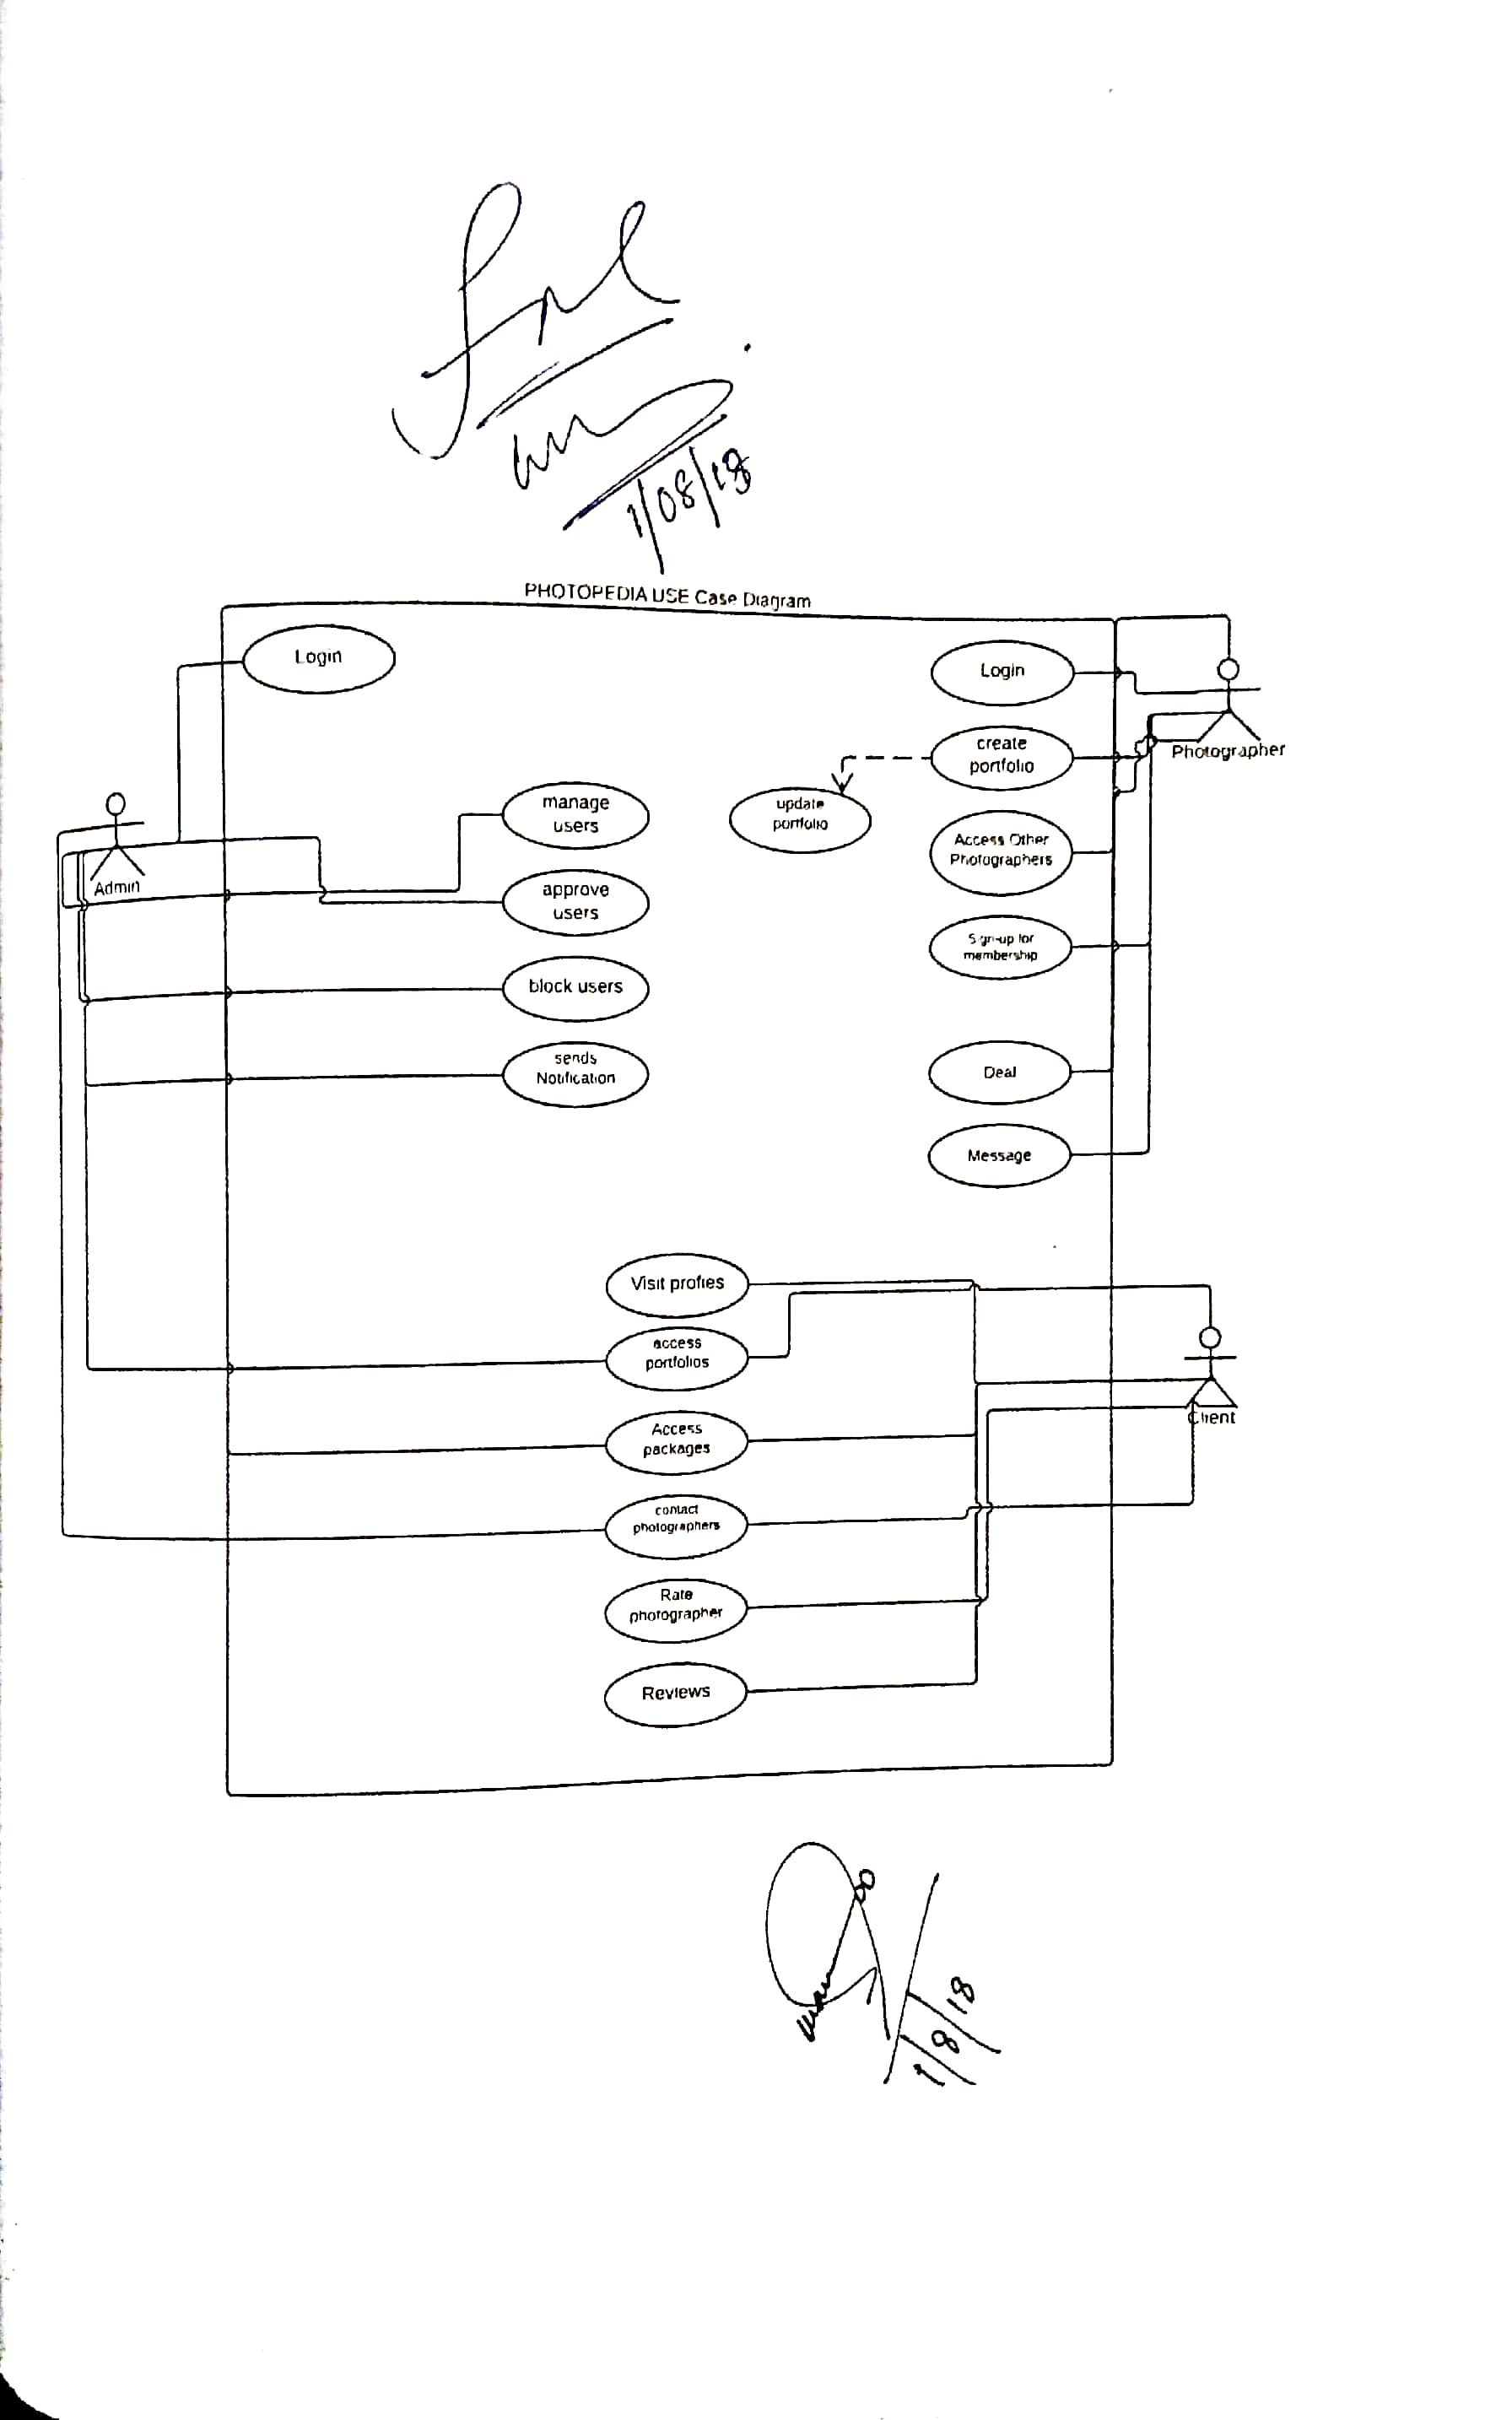 1/08/18
PHOTOPEDIA USE Case Diagram
Login
Login
create
portfolio
Photographer
manage
users
update
portfolio
Access Other
Photographers
Admin
approve
users
Sign-up for
membership
block users
sends
Notification
Deal
Message
Visit profies
access
portfolios
Client
Access
packages
contact
photographers
Rate
photographer
Reviews
1/8/18